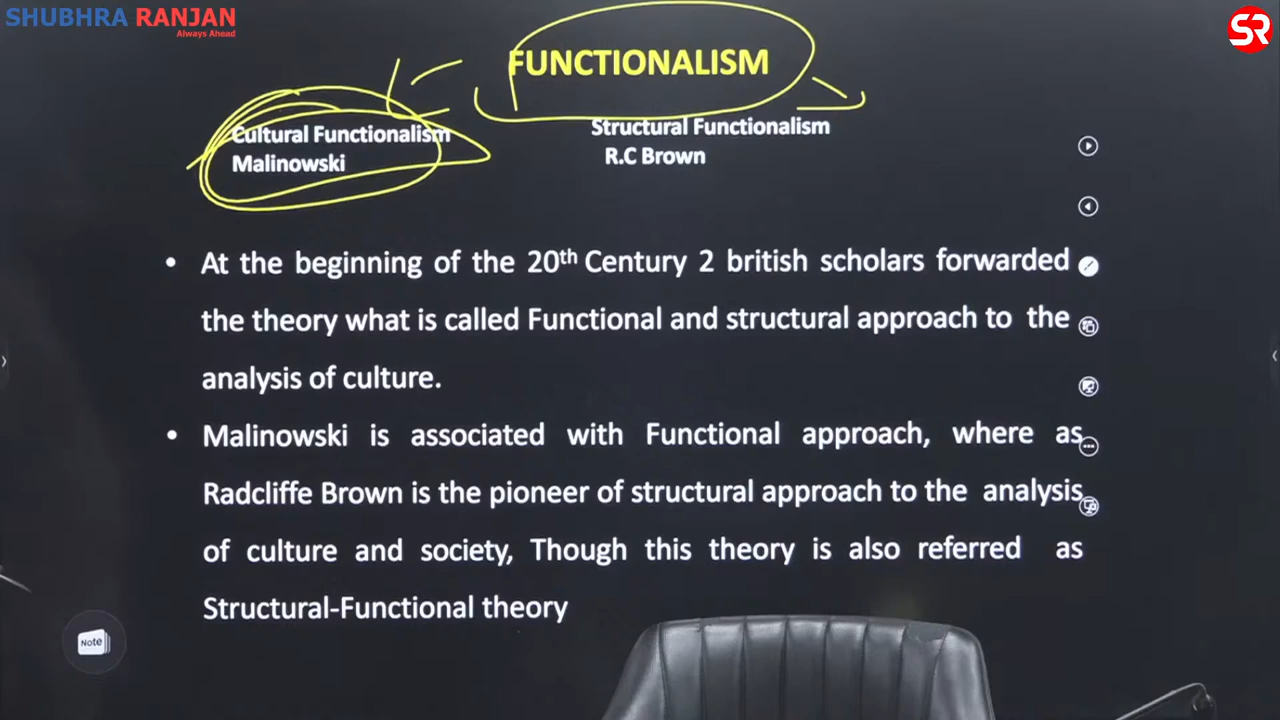 SHUBHRA RANJAN
Always Ahead
SR
FUNCTIONALISM
Cultural Functionalism
Malinowski
Structural Functionalism
R.C Brown
• At the beginning of the 20th Century 2 british scholars forwarded
the theory what is called Functional and structural approach to the
analysis of culture.
• Malinowski is associated with Functional approach, where as
Radcliffe Brown is the pioneer of structural approach to the analysis
of culture and society, Though this theory is also referred as
Structural-Functional theory
Note